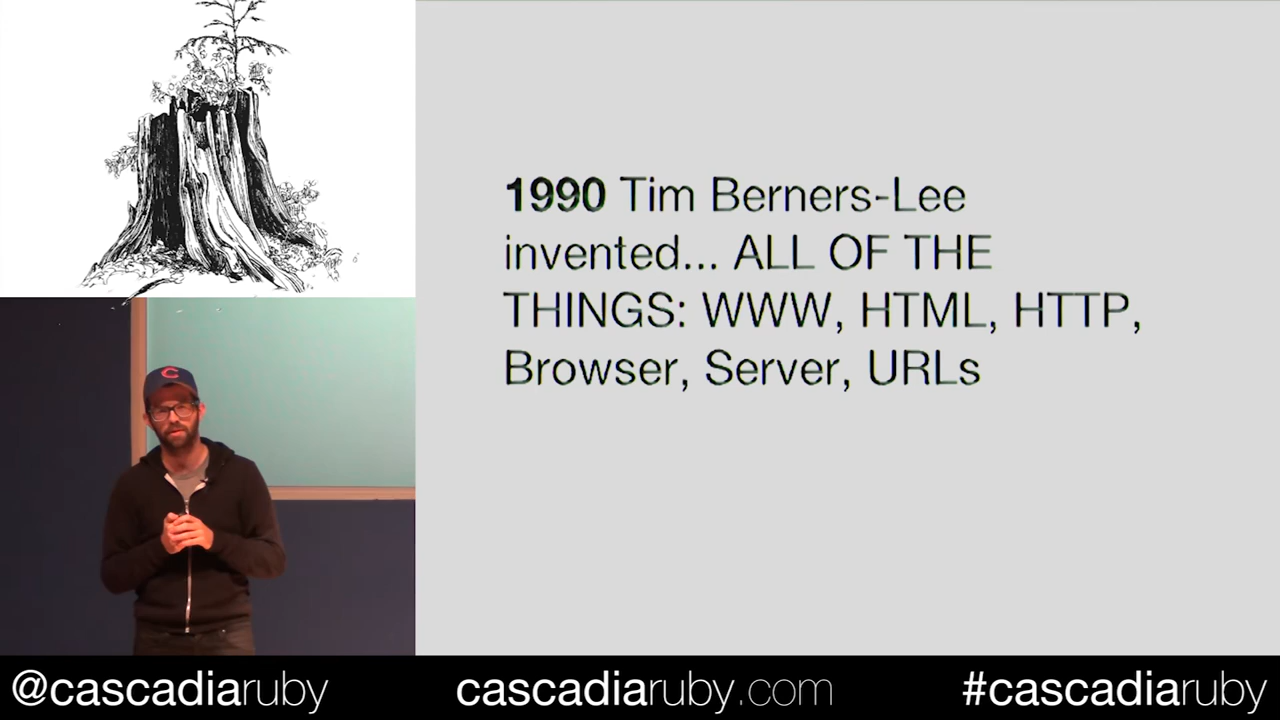 1990 Tim Berners-Lee
invented... ALL OF THE
THINGS: WWW, HTML, HTTP,
Browser, Server, URLs
C
@cascadiaruby
cascadiaruby.com
#cascadiaruby